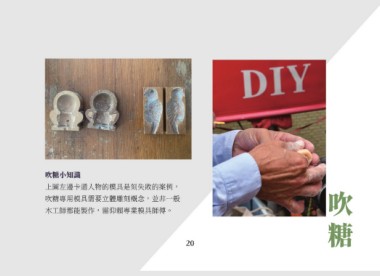 DIY
吹糖小知識
上圖左邊卡通人物的模具是個失敗的案例,
吹糖專用模具需要立體雕刻概念,並非一般
木工師都能製作,需仰賴專業模具師傅。
吹糖
20